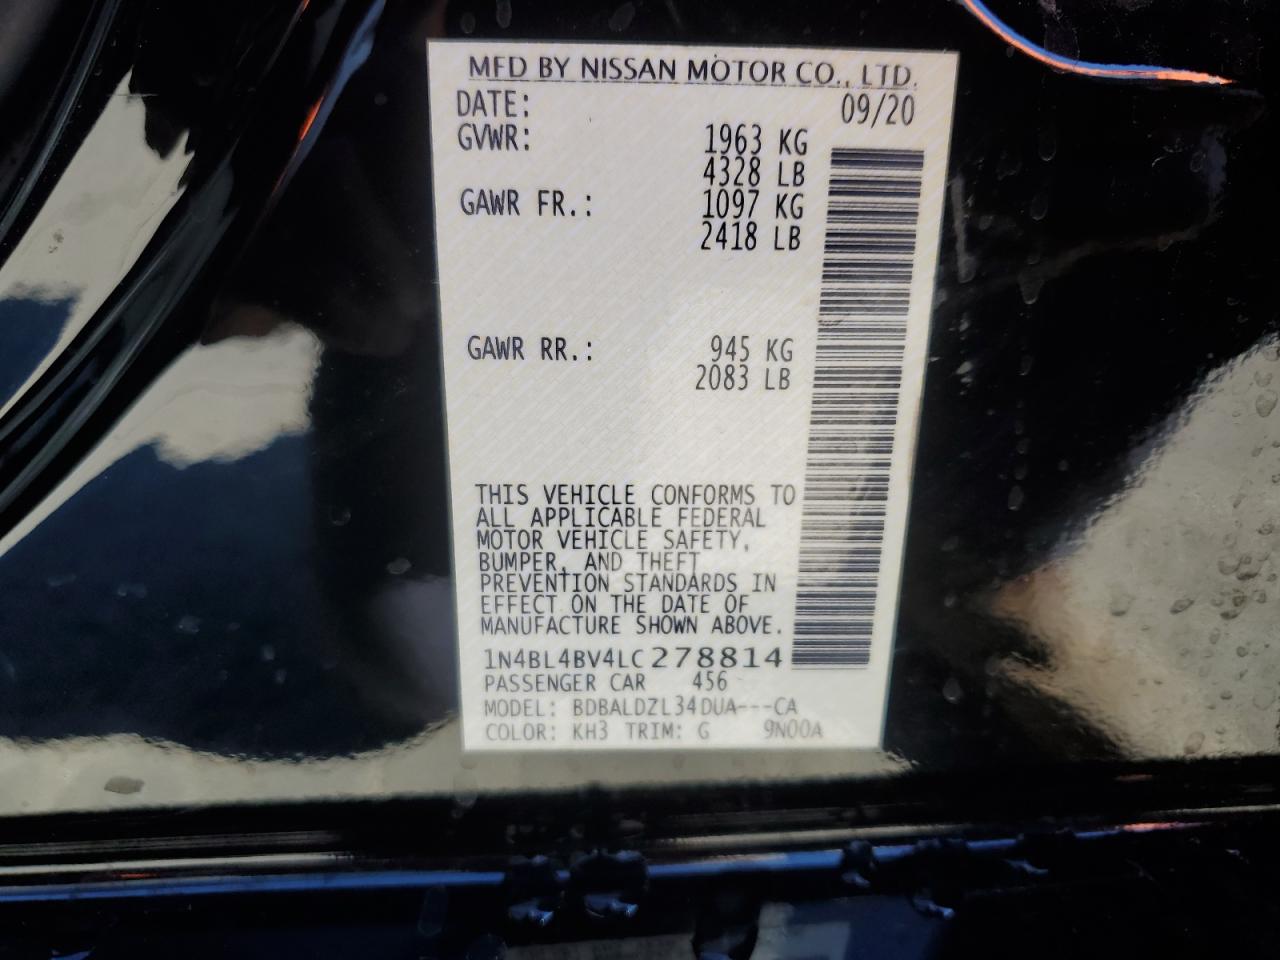 MFD BY NISSAN MOTOR CO., LTD.
DATE: 09/20
GVWR: 1963 KG
4328 LB
GAWR FR.: 1097 KG
2418 LB
GAWR RR.: 945 KG
2083 LB
THIS VEHICLE CONFORMS TO
ALL APPLICABLE FEDERAL
MOTOR VEHICLE SAFETY,
BUMPER, AND THEFT
PREVENTION STANDARDS IN
EFFECT ON THE DATE OF
MANUFACTURE SHOWN ABOVE.
1N4BL4BV4LC278814
PASSENGER CAR 456
MODEL: BDBALDZL34DUA---CA
COLOR: KH3 TRIM: G 9N00A